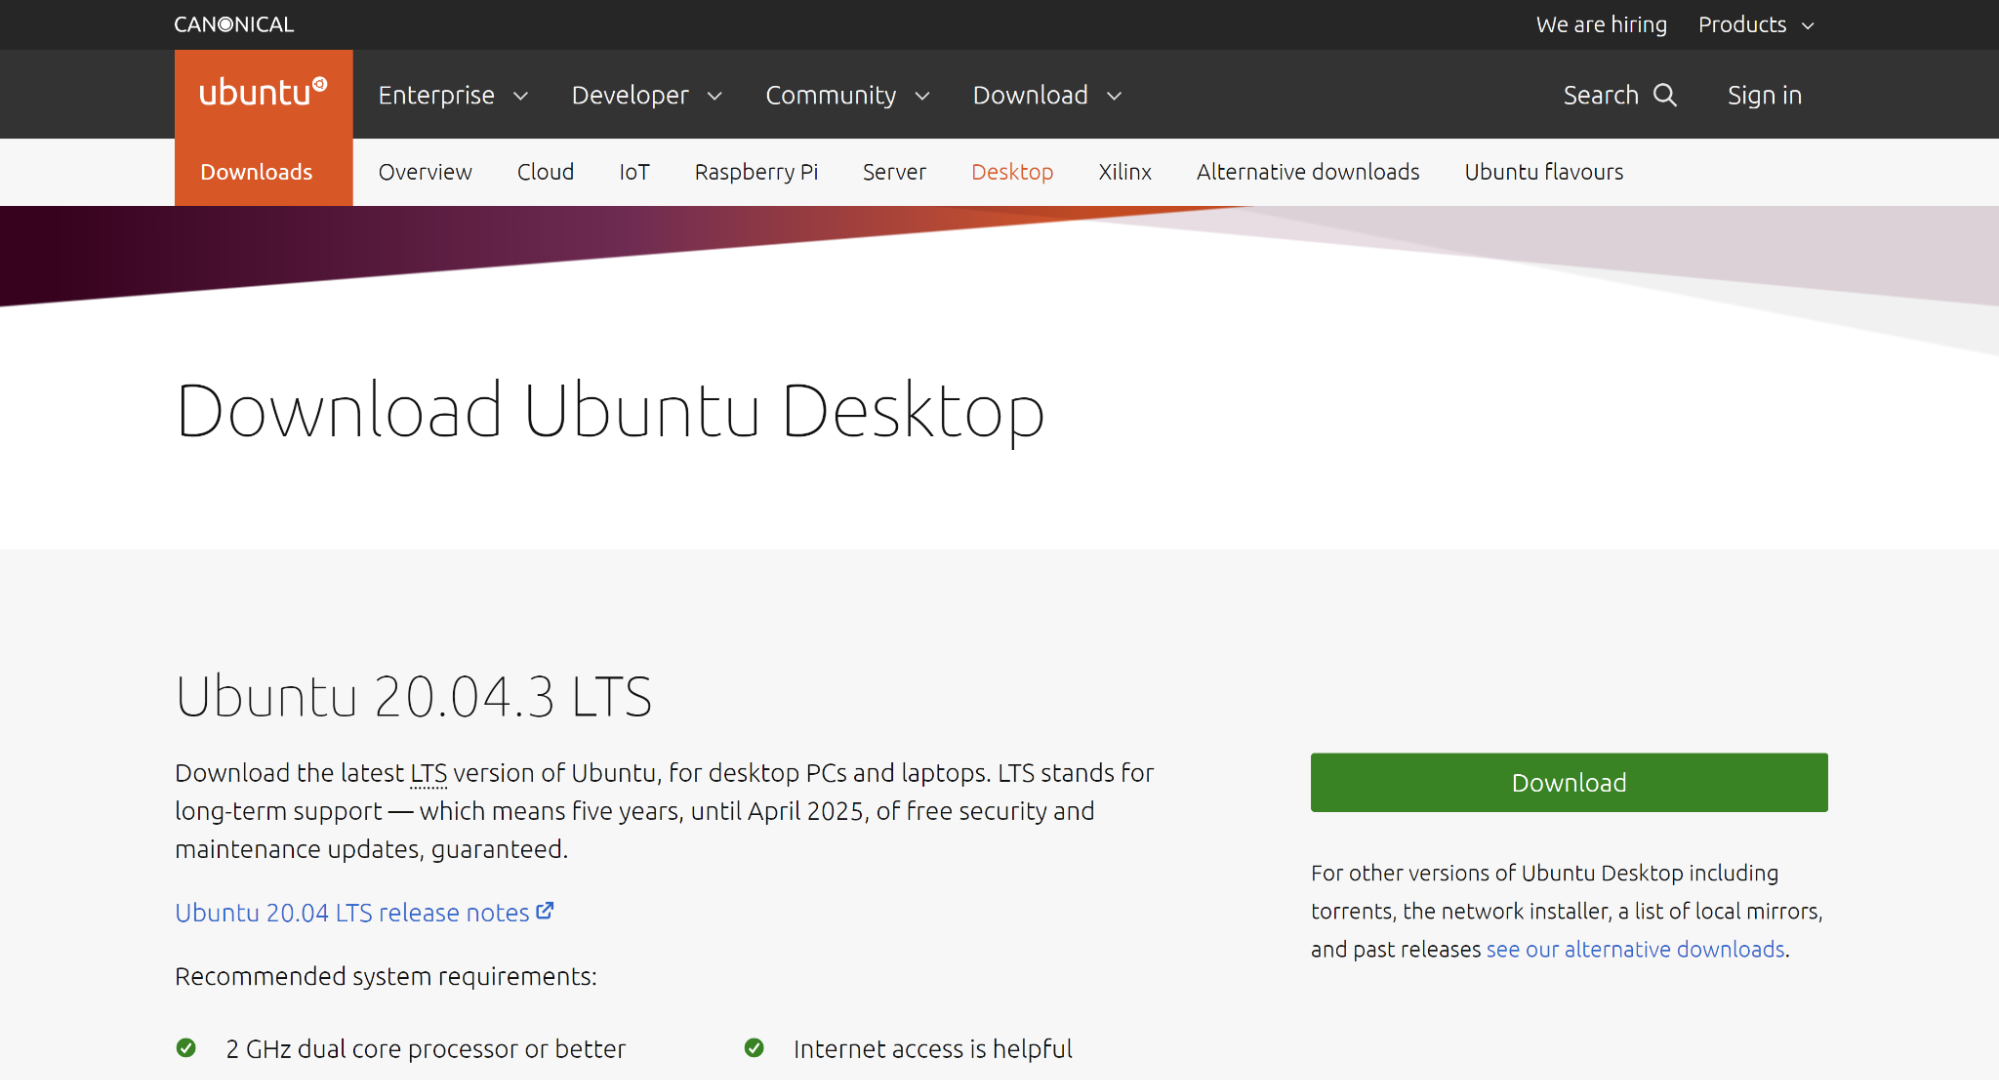 CANONICAL
We are hiring Products
ubuntu Enterprise Developer Community Download Search Sign in
Downloads Overview Cloud IoT Raspberry Pi Server Desktop Xilinx Alternative downloads Ubuntu flavours
Download Ubuntu Desktop
Ubuntu 20.04.3 LTS
Download the latest LTS version of Ubuntu, for desktop PCs and laptops. LTS stands for
long-term support — which means five years, until April 2025, of free security and
maintenance updates, guaranteed.
Ubuntu 20.04 LTS release notes
Recommended system requirements:
2 GHz dual core processor or better
Internet access is helpful
Download
For other versions of Ubuntu Desktop including
torrents, the network installer, a list of local mirrors,
and past releases see our alternative downloads.